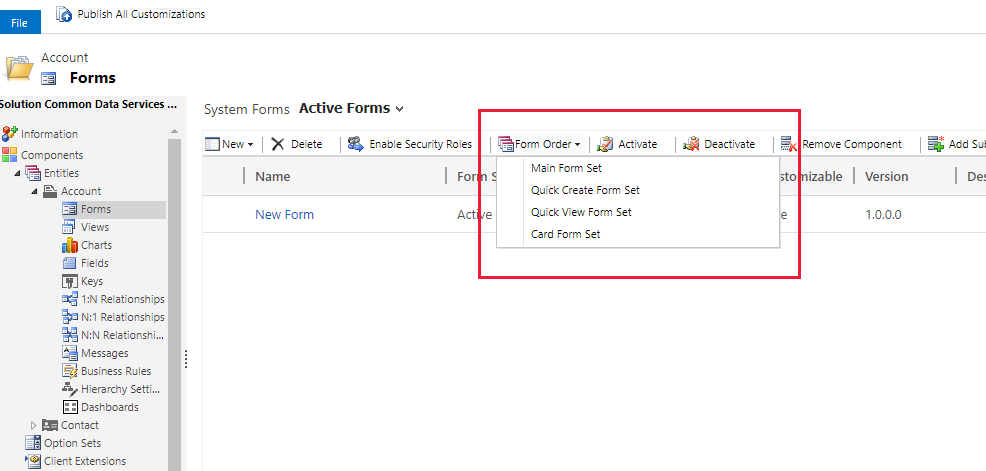 File
Publish All Customizations
Account
Forms
Solution Common Data Services ...
Information
Components
Entities
Account
Forms
Views
Charts
Fields
Keys
1:N Relationships
N:1 Relationships
N:N Relationshi...
Messages
Business Rules
Hierarchy Setti...
Dashboards
Contact
Option Sets
Client Extensions
System Forms Active Forms
New Delete Enable Security Roles Form Order Activate Deactivate Remove Component Add Sub
Name Form S stomizable Version Des
New Form Active e 1.0.0.0
Main Form Set
Quick Create Form Set
Quick View Form Set
Card Form Set